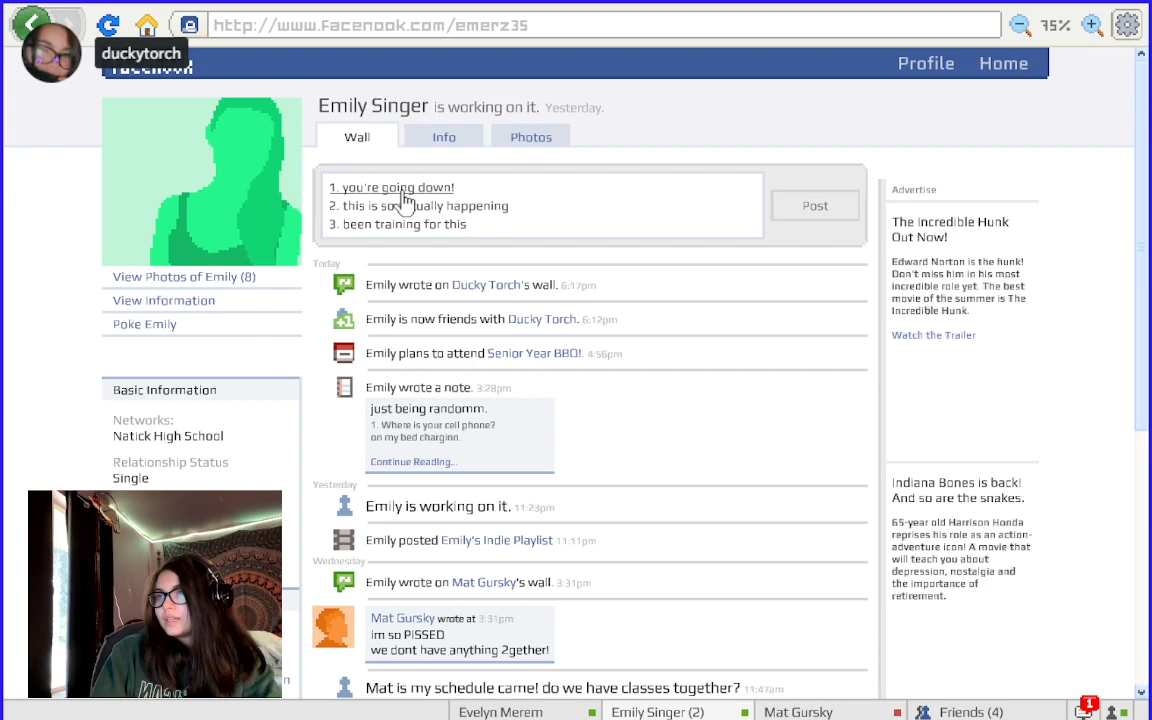 http://www.Facenook.com/emerz35
75%
duckytorch
Facenook
Profile
Home
Emily Singer is working on it. Yesterday.
Wall
Info
Photos
1. you're going down!
2. this is so ually happening
3. been training for this
Post
View Photos of Emily (8)
View Information
Poke Emily
Basic Information
Networks:
Natick High School
Relationship Status
Single
Today
Emily wrote on Ducky Torch's wall. 6:17pm
Emily is now friends with Ducky Torch. 6:12pm
Emily plans to attend Senior Year BBQ!. 4:56pm
Emily wrote a note. 3:28pm
just being randomm.
1. Where is your cell phone?
on my bed charginn.
Continue Reading...
Yesterday
Emily is working on it. 11:23pm
Emily posted Emily's Indie Playlist 11:11pm
Wednesday
Emily wrote on Mat Gursky's wall. 3:31pm
Mat Gursky wrote at 3:31pm
im so PISSED
we dont have anything 2gether!
Mat is my schedule came! do we have classes together? 11:47am
Advertise
The Incredible Hunk
Out Now!
Edward Norton is the hunk!
Don't miss him in his most
incredible role yet. The best
movie of the summer is The
Incredible Hunk.
Watch the Trailer
Indiana Bones is back!
And so are the snakes.
65-year old Harrison Honda
reprises his role as an action-
adventure icon! A movie that
will teach you about
depression, nostalgia and
the importance of
retirement.
Evelyn Merem
Emily Singer (2)
Mat Gursky
Friends (4)
1